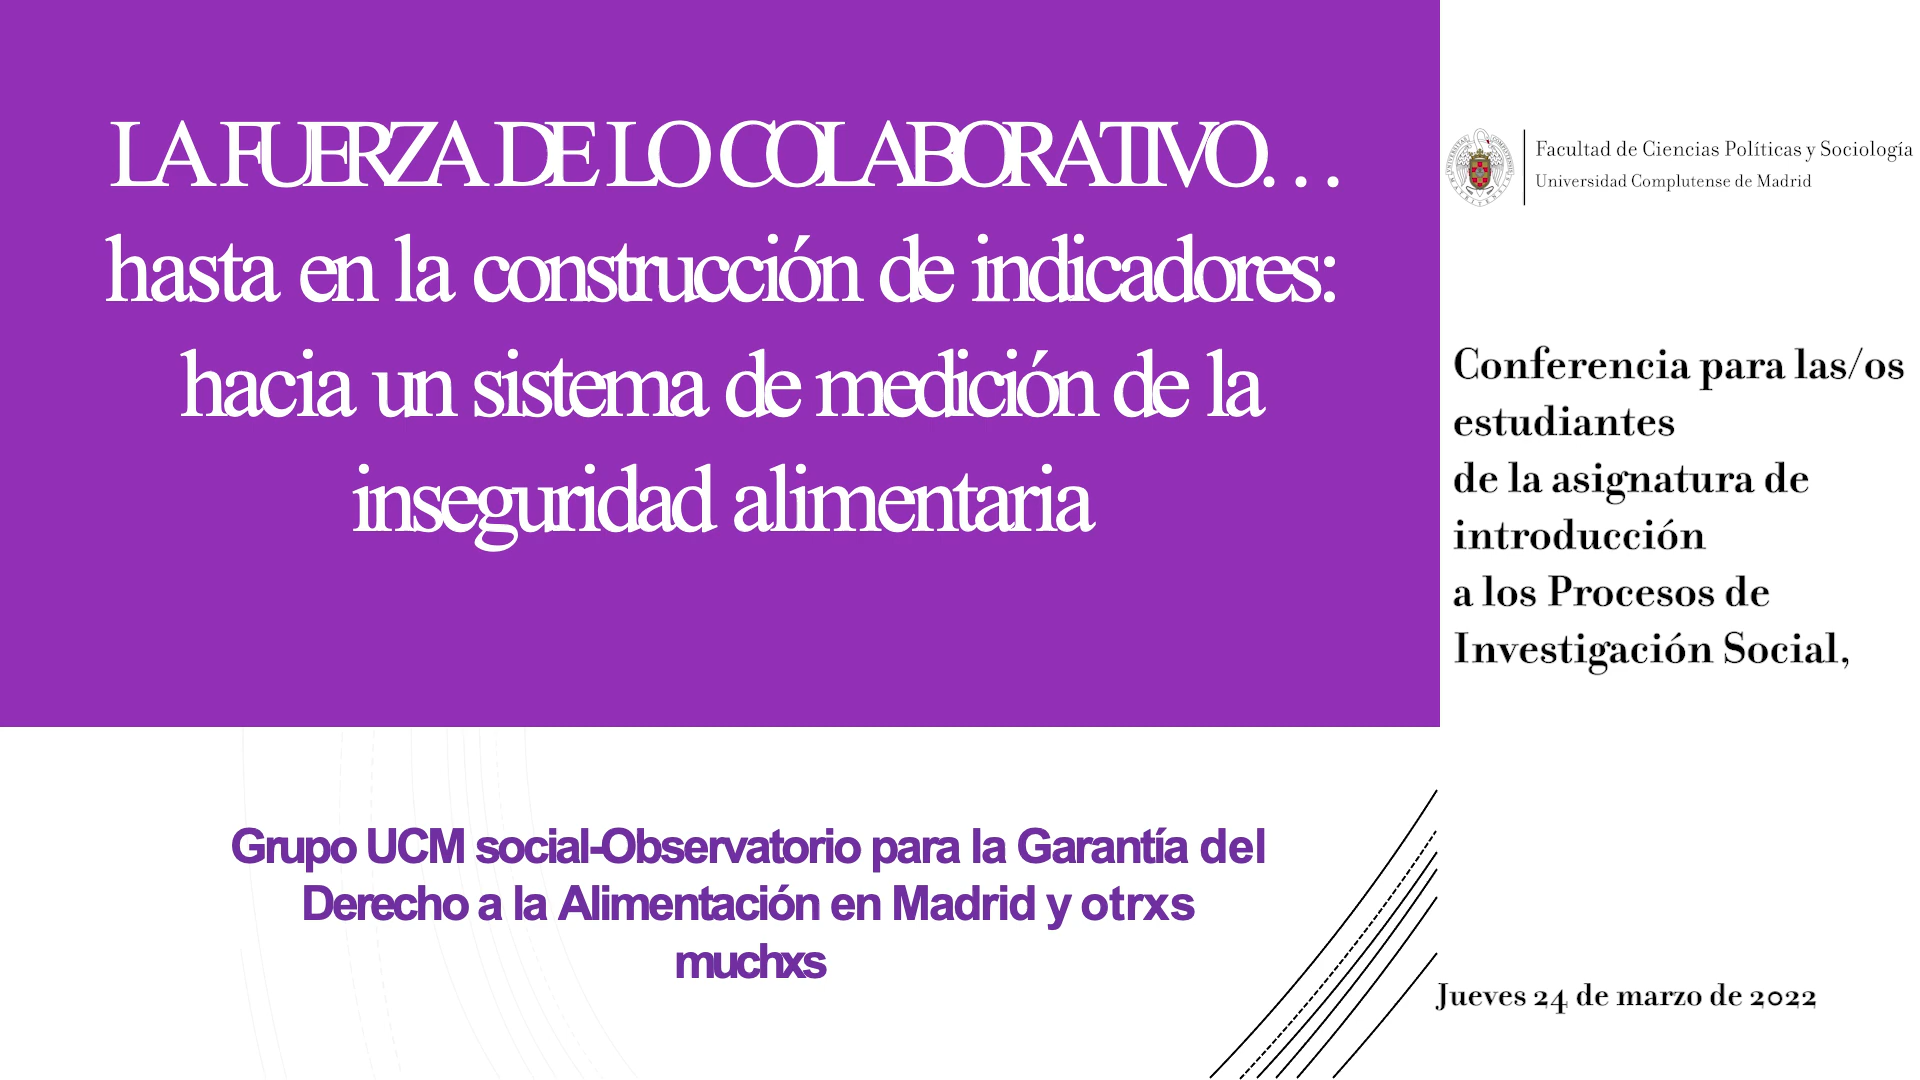 LA FUERZA DE LO COLABORATIVO…
hasta en la construcción de indicadores:
hacia un sistema de medición de la
inseguridad alimentaria
Facultad de Ciencias Políticas y Sociología
Universidad Complutense de Madrid
Conferencia para las/os
estudiantes
de la asignatura de
introducción
a los Procesos de
Investigación Social,
Grupo UCM social-Observatorio para la Garantía del
Derecho a la Alimentación en Madrid y otrxs
muchxs
Jueves 24 de marzo de 2022